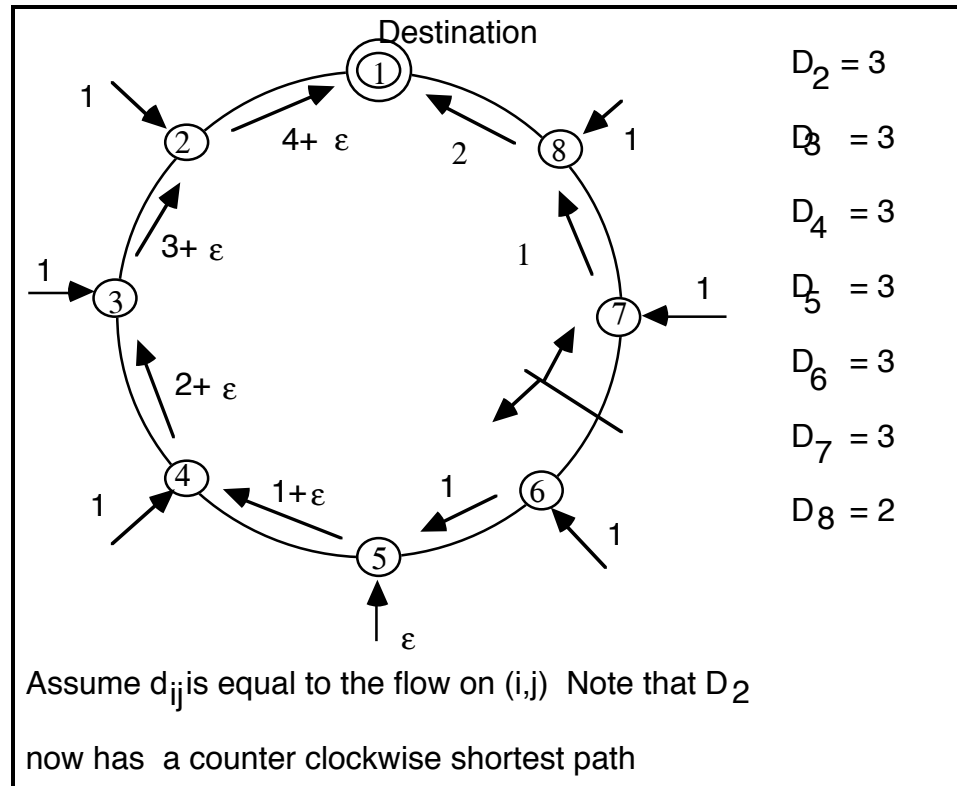 Destination
1
1
2
4+ ε
2
8
1
3+ ε
1
1
3
1
7
2+ ε
4
1
1+ε
1
6
1
5
ε
D2 = 3
D3 = 3
D4 = 3
D5 = 3
D6 = 3
D7 = 3
D8 = 2
Assume dij is equal to the flow on (i,j) Note that D2
now has a counter clockwise shortest path